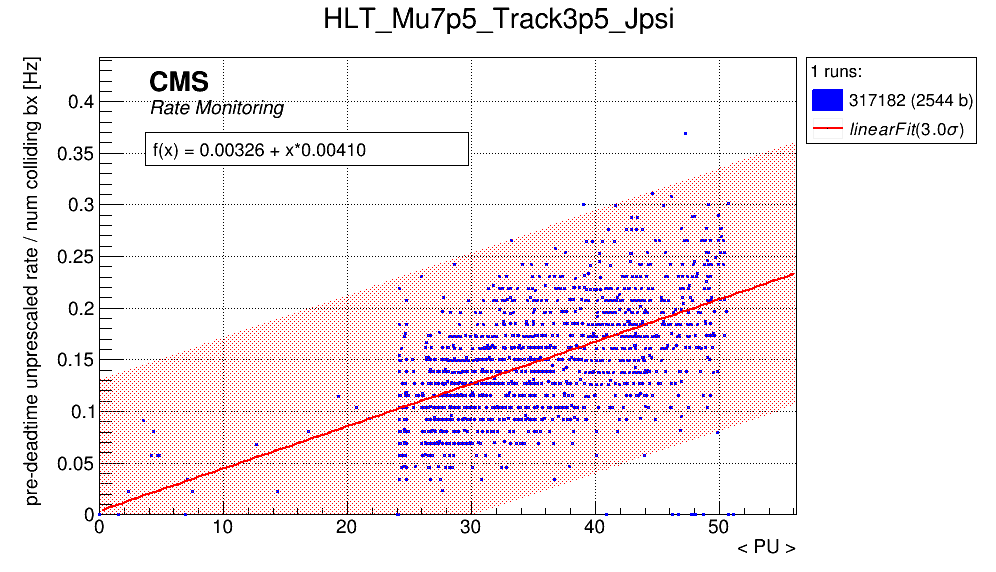 HLT_Mu7p5_Track3p5_Jpsi
pre-deadtime unprescaled rate / num colliding bx [Hz]
CMS
Rate Monitoring
f(x) = 0.00326 + x*0.00410
1 runs:
317182 (2544 b)
linearFit(3.0σ)
0.4
0.35
0.3
0.25
0.2
0.15
0.1
0.05
0
0 10 20 30 40 50
< PU >